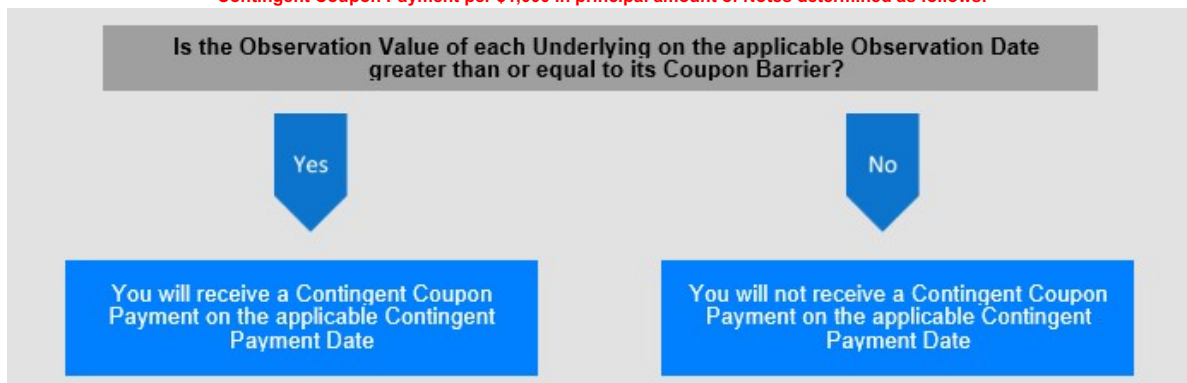 Contingent Coupon Payment per $1,000 in principal amount of Notes determined as follows:
Is the Observation Value of each Underlying on the applicable Observation Date
greater than or equal to its Coupon Barrier?
Yes
No
You will receive a Contingent Coupon
Payment on the applicable Contingent
Payment Date
You will not receive a Contingent Coupon
Payment on the applicable Contingent
Payment Date